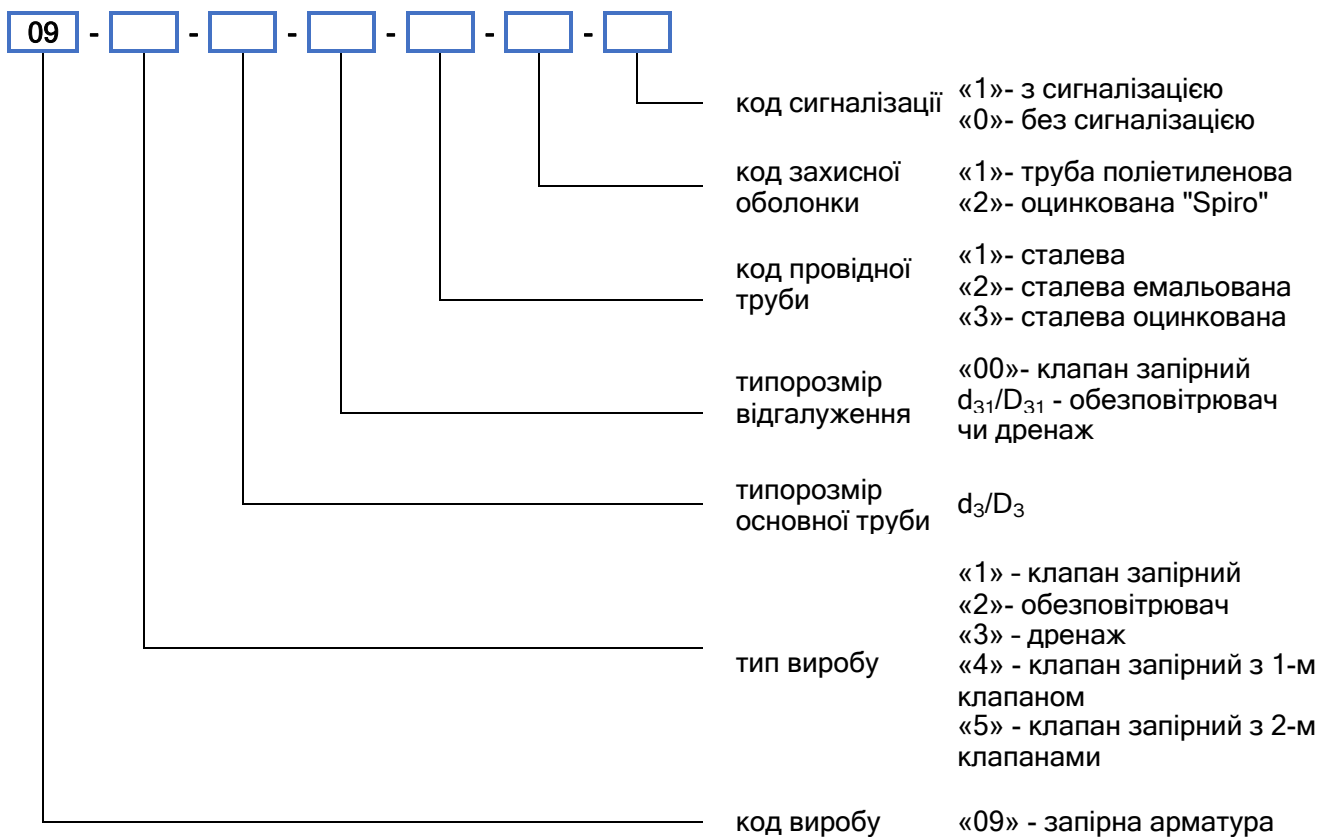 09 - - - - - -
код сигналізації
«1»- з сигналізацією
«0»- без сигналізацією
код захисної
оболонки
«1»- труба поліетиленова
«2»- оцинкована "Spiro"
код провідної
труби
«1»- сталева
«2»- сталева емальована
«3»- сталева оцинкована
типорозмір
відгалуження
«00»- клапан запірний
d31/D31 - обезповітрювач
чи дренаж
типорозмір
основної труби
d3/D3
тип виробу
«1» - клапан запірний
«2»- обезповітрювач
«3» - дренаж
«4» - клапан запірний з 1-м
клапаном
«5» - клапан запірний з 2-м
клапанами
код виробу
«09» - запірна арматура